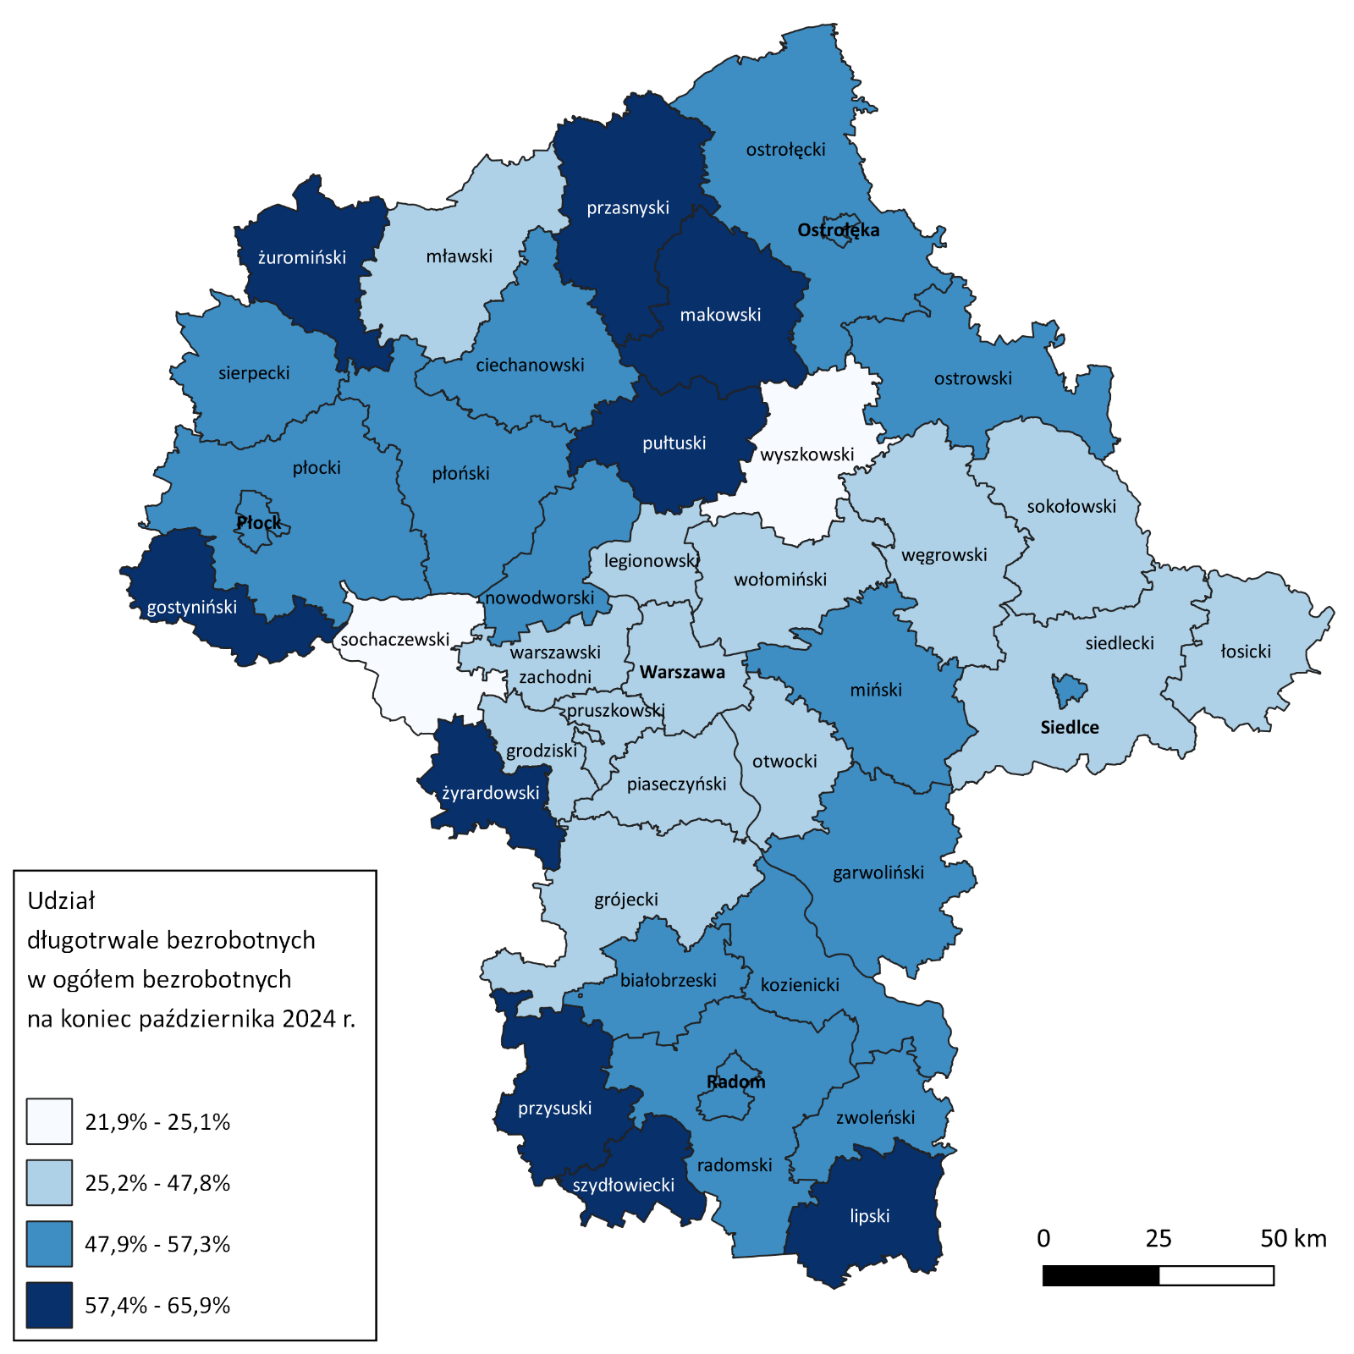 ostrołęcki
przasnyski
Ostrołęka
żuromiński
mławski
makowski
ciechanowski
sierpecki
ostrowski
pułtuski
wyszkowski
płocki
płoński
sokołowski
Płock
węgrowski
legionowski
wołomiński
nowodworski
gostyniński
sochaczewski
siedlecki
warszawski
zachodni
łosicki
Warszawa
miński
pruszkowski
Siedlce
grodziski
otwocki
piaseczyński
żyrardowski
garwoliński
grójecki
białobrzeski
kozienicki
Radom
przysuski
zwoleński
radomski
szydłowiecki
lipski
Udział
długotrwale bezrobotnych
w ogółem bezrobotnych
na koniec października 2024 r.
21,9% - 25,1%
25,2% - 47,8%
47,9% - 57,3%
57,4% - 65,9%
0 25 50 km